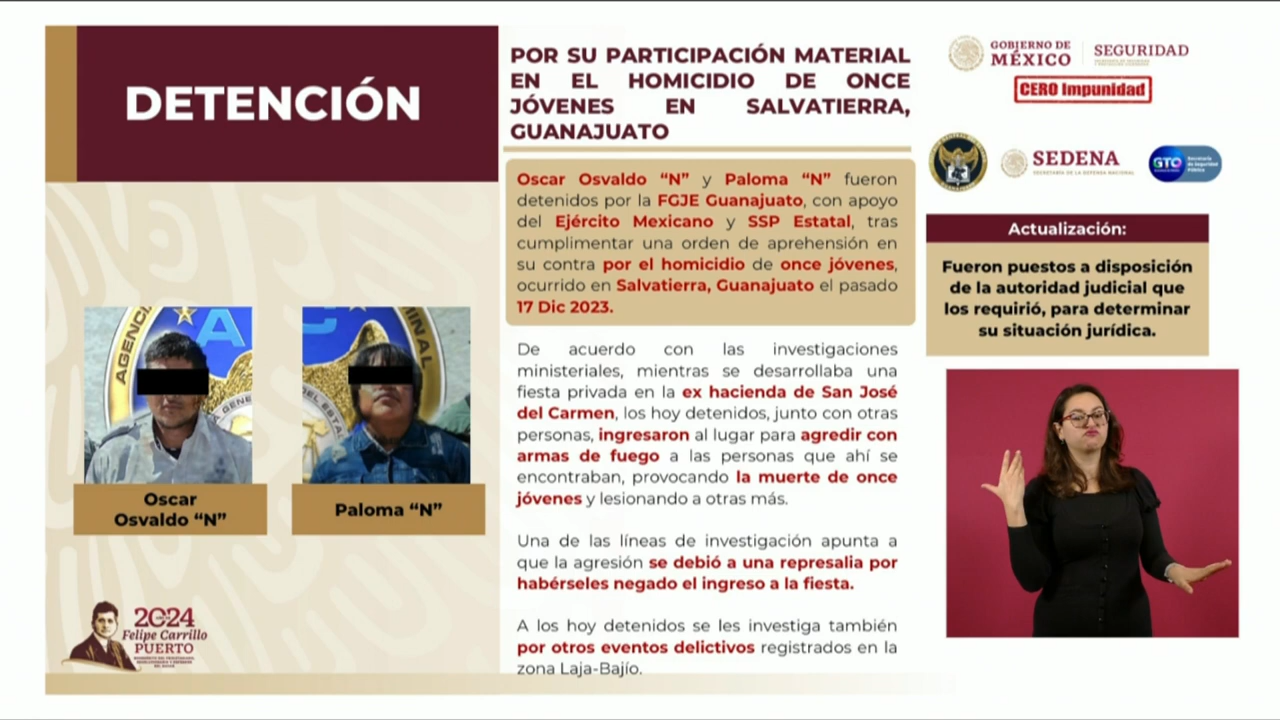 DETENCIÓN
POR SU PARTICIPACIÓN MATERIAL
EN EL HOMICIDIO DE ONCE
JÓVENES EN SALVATIERRA,
GUANAJUATO
Oscar Osvaldo “N” y Paloma “N” fueron
detenidos por la FGJE Guanajuato, con apoyo
del Ejército Mexicano y SSP Estatal, tras
cumplimentar una orden de aprehensión en
su contra por el homicidio de once jóvenes,
ocurrido en Salvatierra, Guanajuato el pasado
17 Dic 2023.
De acuerdo con las investigaciones
ministeriales, mientras se desarrollaba una
fiesta privada en la ex hacienda de San José
del Carmen, los hoy detenidos, junto con otras
personas, ingresaron al lugar para agredir con
armas de fuego a las personas que ahí se
encontraban, provocando la muerte de once
jóvenes y lesionando a otras más.
Una de las líneas de investigación apunta a
que la agresión se debió a una represalia por
habérseles negado el ingreso a la fiesta.
A los hoy detenidos se les investiga también
por otros eventos delictivos registrados en la
zona Laja-Bajío.
AGENCIA
A
C
MINAL
Oscar
Osvaldo “N”
Paloma “N”
2024
Felipe Carrillo
PUERTO
GOBIERNO DE
MÉXICO
SEGURIDAD
CERO Impunidad
SEDENA
SECRETARÍA DE LA DEFENSA NACIONAL
GTO
Secretaría
de Seguridad
Pública
Actualización:
Fueron puestos a disposición
de la autoridad judicial que
los requirió, para determinar
su situación jurídica.